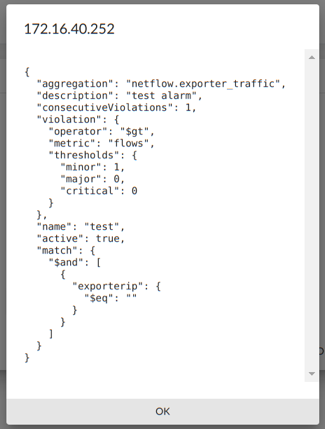 172.16.40.252
{
  "aggregation": "netflow.exporter_traffic",
  "description": "test alarm",
  "consecutiveViolations": 1,
  "violation": {
    "operator": "$gt",
    "metric": "flows",
    "thresholds": {
      "minor": 1,
      "major": 0,
      "critical": 0
    }
  },
  "name": "test",
  "active": true,
  "match": {
    "$and": [
      {
        "exporterip": {
          "$eq": ""
        }
      }
    ]
  }
}
OK